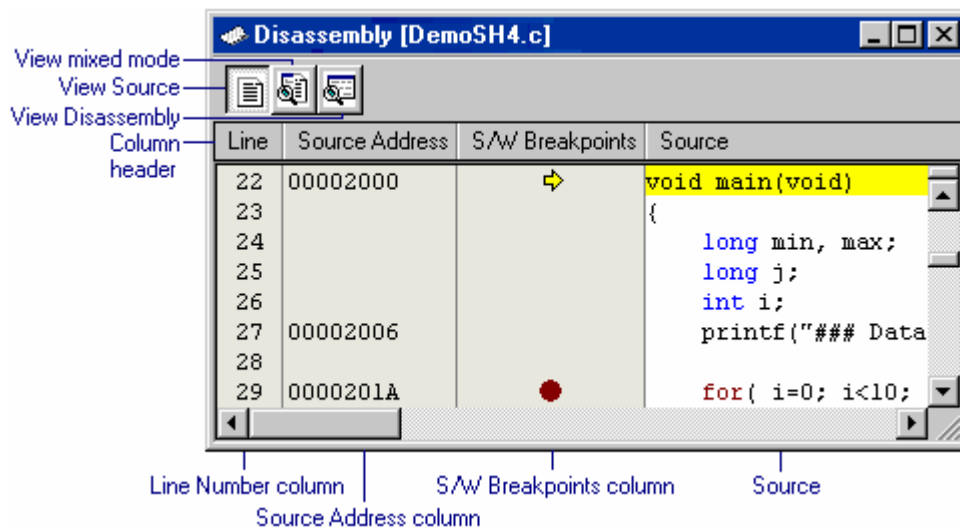 Disassembly [DemoSH4.c]
View mixed mode
View Source
View Disassembly
Column header
Line Source Address S/W Breakpoints Source
22 00002000 void main(void)
23 {
24 long min, max;
25 long j;
26 int i;
27 00002006 printf("### Data
28
29 0000201A for( i=0; i<10;
Line Number column S/W Breakpoints column Source
Source Address column